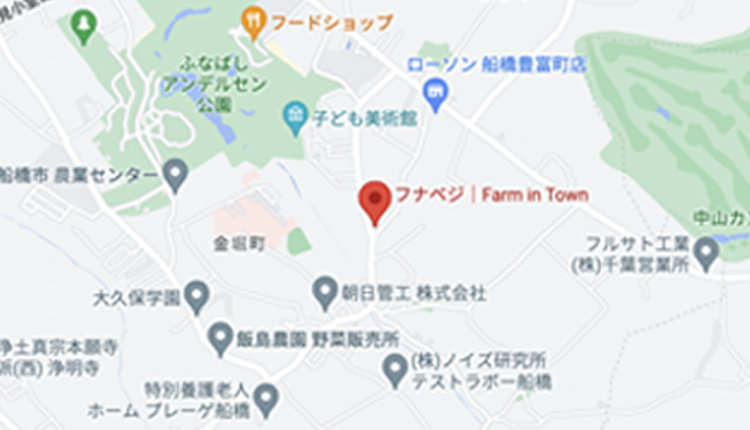 見小室
フードショップ
ふなばし
アンデルセン
公園
ローソン 船橋豊富町店
子ども美術館
船橋市 農業センター
フナベジ｜Farm in Town
中山カ
金堀町
フルサト工業
(株)千葉営業所
大久保学園
朝日管工 株式会社
飯島農園 野菜販売所
浄土真宗本願寺
派(西) 浄明寺
(株)ノイズ研究所
テストラボー船橋
特別養護老人
ホーム プレーゲ船橋